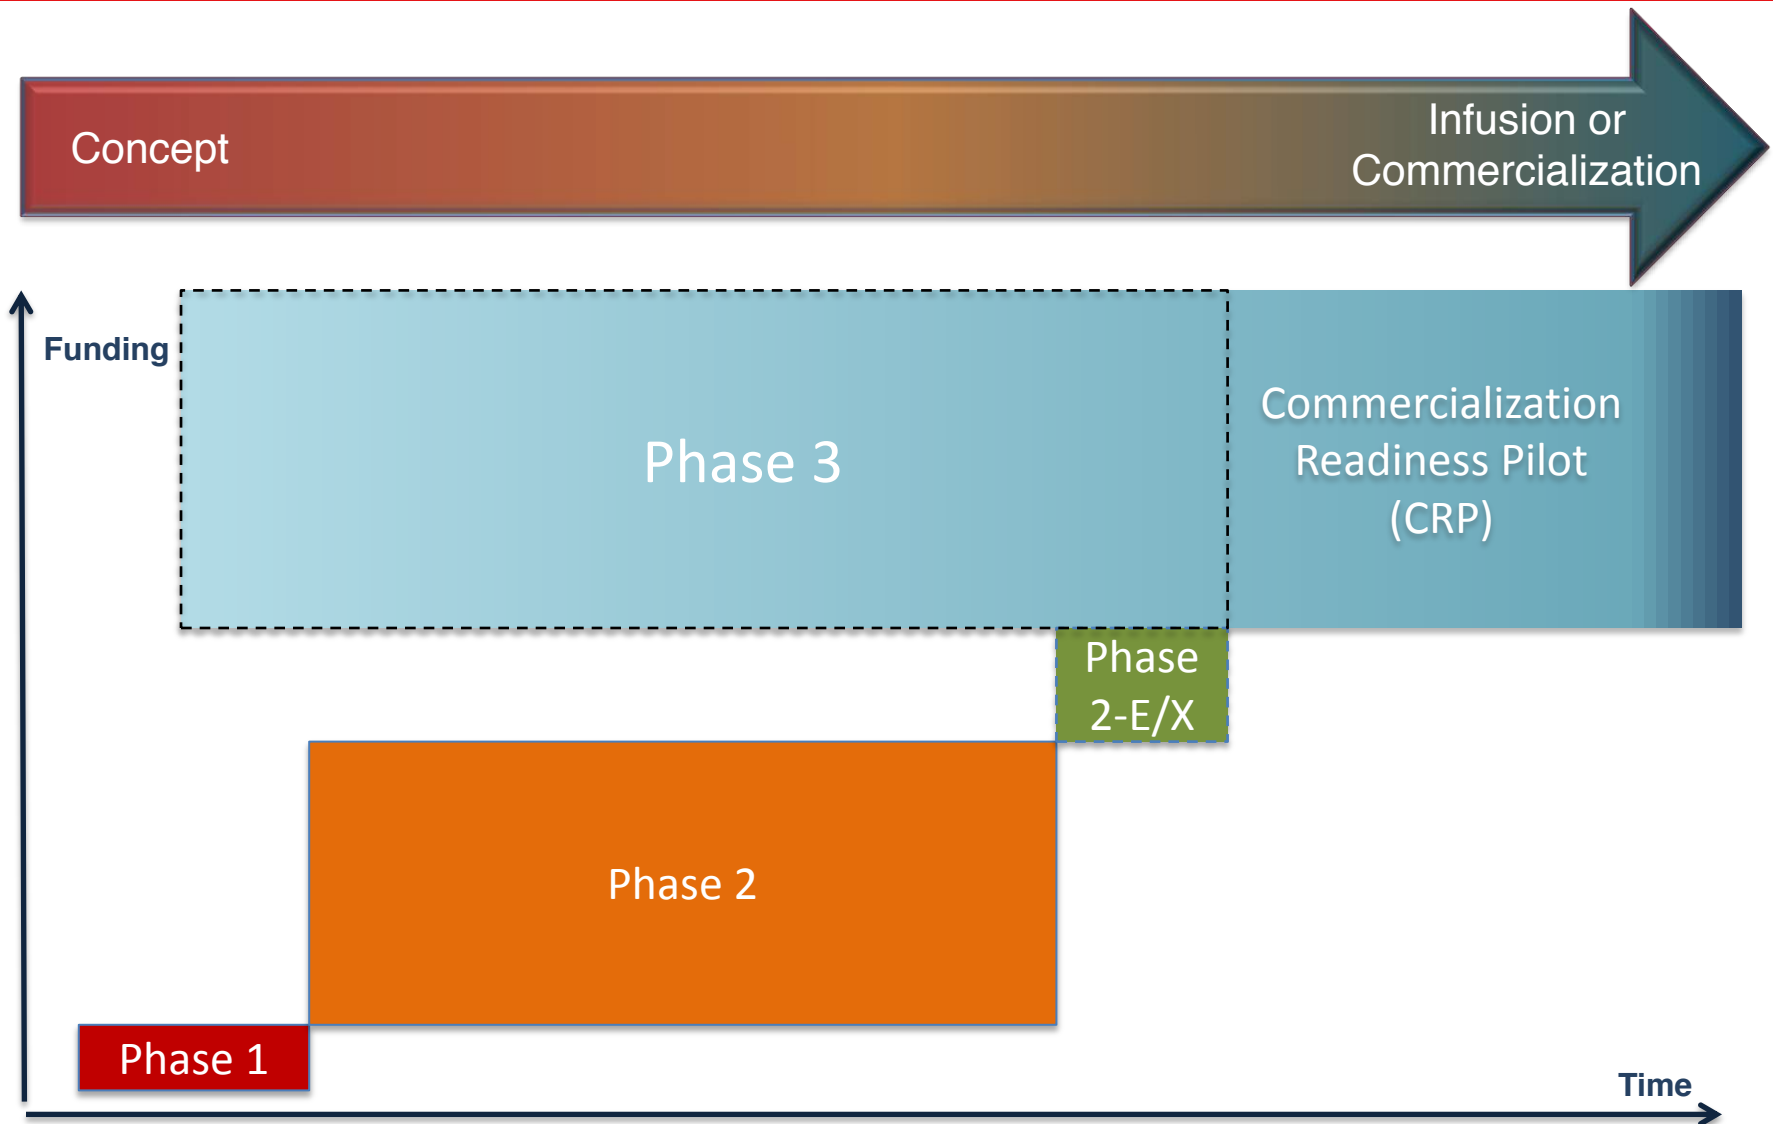 Concept
Infusion or
Commercialization
Funding
Phase 3
Commercialization
Readiness Pilot
(CRP)
Phase
2-E/X
Phase 2
Phase 1
Time